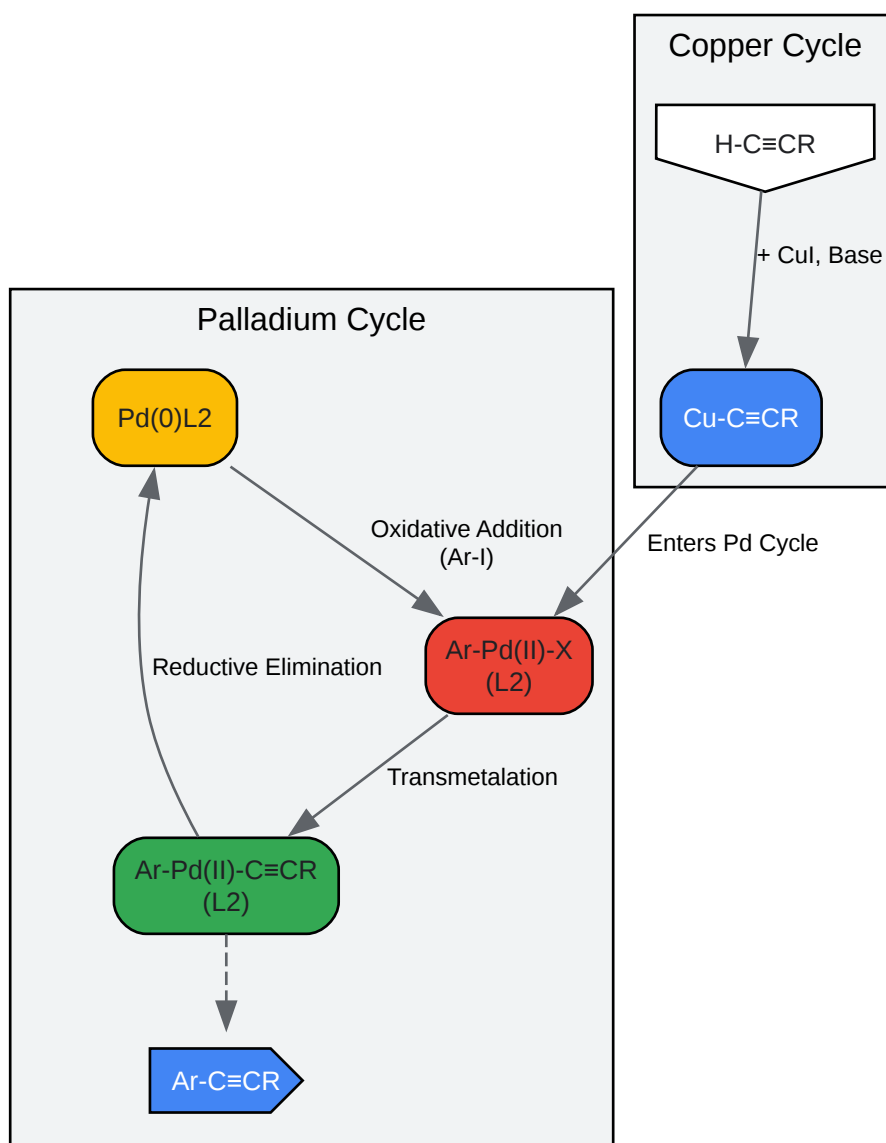 Copper Cycle
H-C≡CR
+ CuI, Base
Cu-C≡CR
Enters Pd Cycle
Palladium Cycle
Pd(0)L2
Oxidative Addition
(Ar-I)
Ar-Pd(II)-X
(L2)
Reductive Elimination
Transmetalation
Ar-Pd(II)-C≡CR
(L2)
Ar-C≡CR